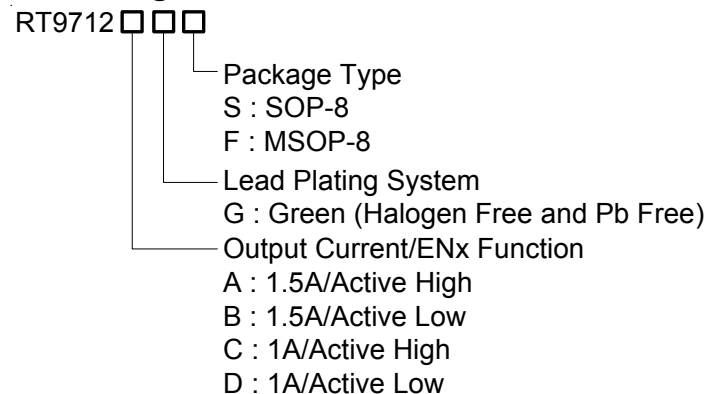 RT9712□□□
Package Type
S : SOP-8
F : MSOP-8
Lead Plating System
G : Green (Halogen Free and Pb Free)
Output Current/ENx Function
A : 1.5A/Active High
B : 1.5A/Active Low
C : 1A/Active High
D : 1A/Active Low